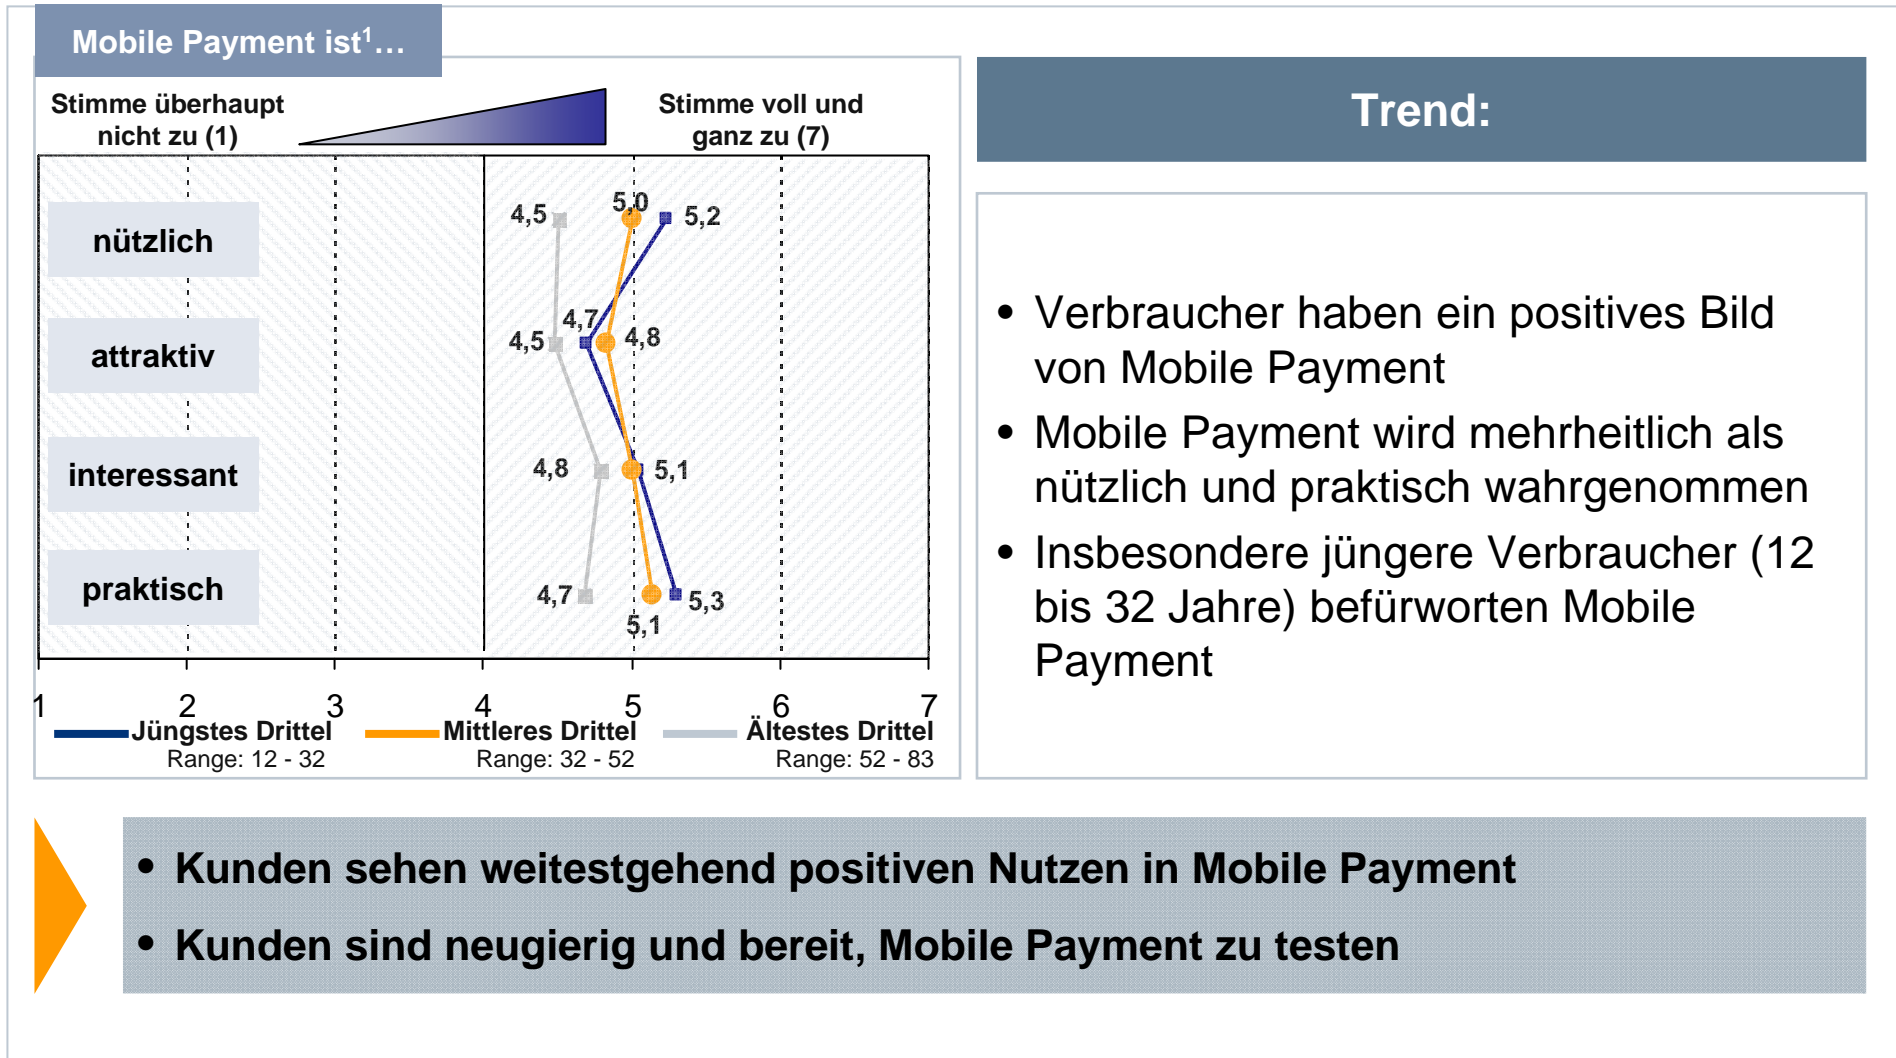 Mobile Payment ist¹…
Stimme überhaupt
nicht zu (1)
Stimme voll und
ganz zu (7)
nützlich
4,5
5,0
5,2
attraktiv
4,5
4,7
4,8
interessant
4,8
5,1
praktisch
4,7
5,1
5,3
1 2 3 4 5 6 7
Jüngstes Drittel
Range: 12 - 32
Mittleres Drittel
Range: 32 - 52
Ältestes Drittel
Range: 52 - 83
Trend:
• Verbraucher haben ein positives Bild
von Mobile Payment
• Mobile Payment wird mehrheitlich als
nützlich und praktisch wahrgenommen
• Insbesondere jüngere Verbraucher (12
bis 32 Jahre) befürworten Mobile
Payment
• Kunden sehen weitestgehend positiven Nutzen in Mobile Payment
• Kunden sind neugierig und bereit, Mobile Payment zu testen